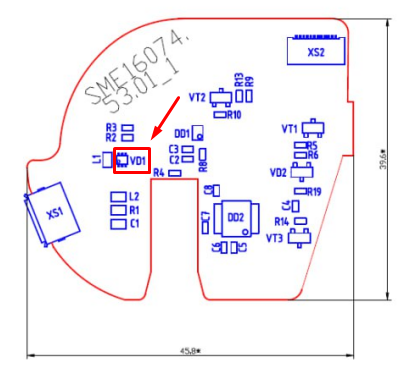 SME16074.
53.01_1
XS2
VT2
R13
R9
R10
VT1
R3
R2
DD1
R5
R6
C3
C2
R8
L1
VD1
R4
VD2
39.6*
C8
R19
L2
R1
C1
XS1
C7
DD2
C4
R14
VT3
C6
C5
45.8*